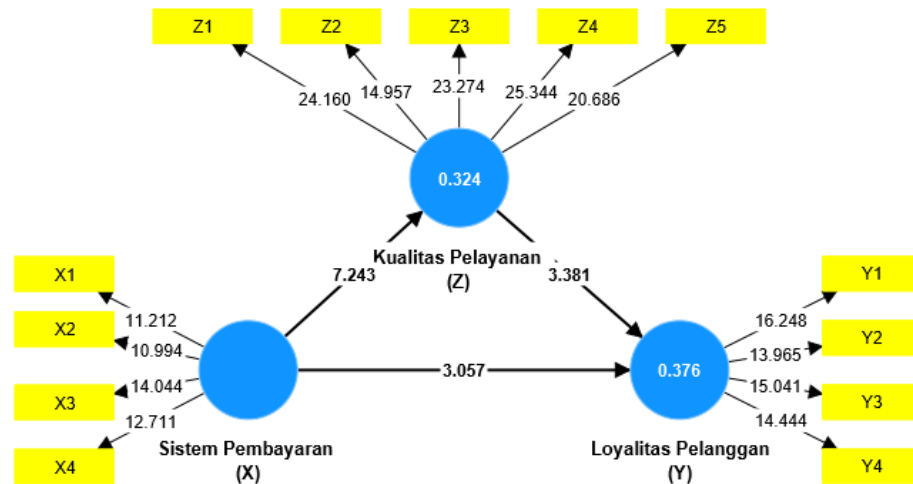 Z1
Z2
Z3
Z4
Z5
24.160
14.957
23.274
25.344
20.686
0.324
Kualitas Pelayanan
(Z)
7.243
3.381
X1
X2
X3
X4
11.212
10.994
14.044
12.711
Sistem Pembayaran
(X)
3.057
0.376
Loyalitas Pelanggan
(Y)
16.248
13.965
15.041
14.444
Y1
Y2
Y3
Y4